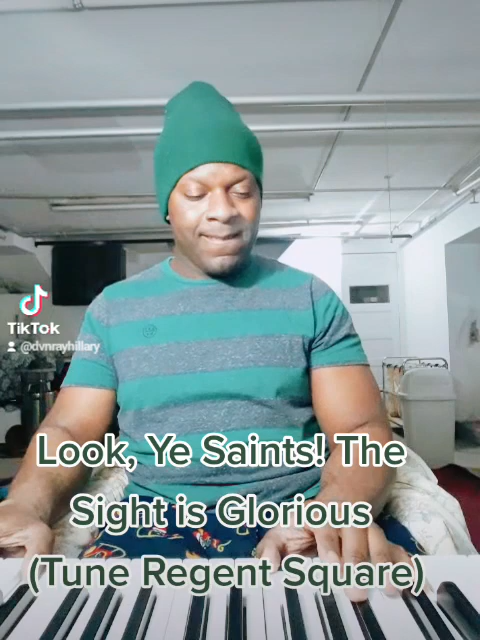 TikTok
@dvnrayhillary
Look, Ye Saints! The
Sight is Glorious
(Tune Regent Square)